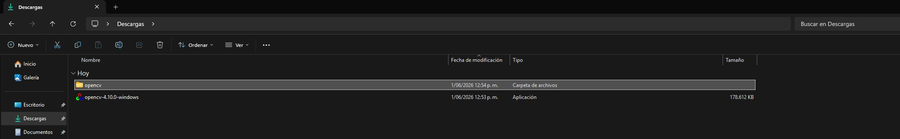 Descargas
Descargas
Buscar en Descargas
Nuevo
Ordenar
Ver
Nombre Fecha de modificación Tipo Tamaño
Inicio
Galería
Escritorio
Descargas
Documentos
Hoy
opencv 1/06/2026 12:54 p. m. Carpeta de archivos
opencv-4.10.0-windows 1/06/2026 12:53 p. m. Aplicación 178.612 KB